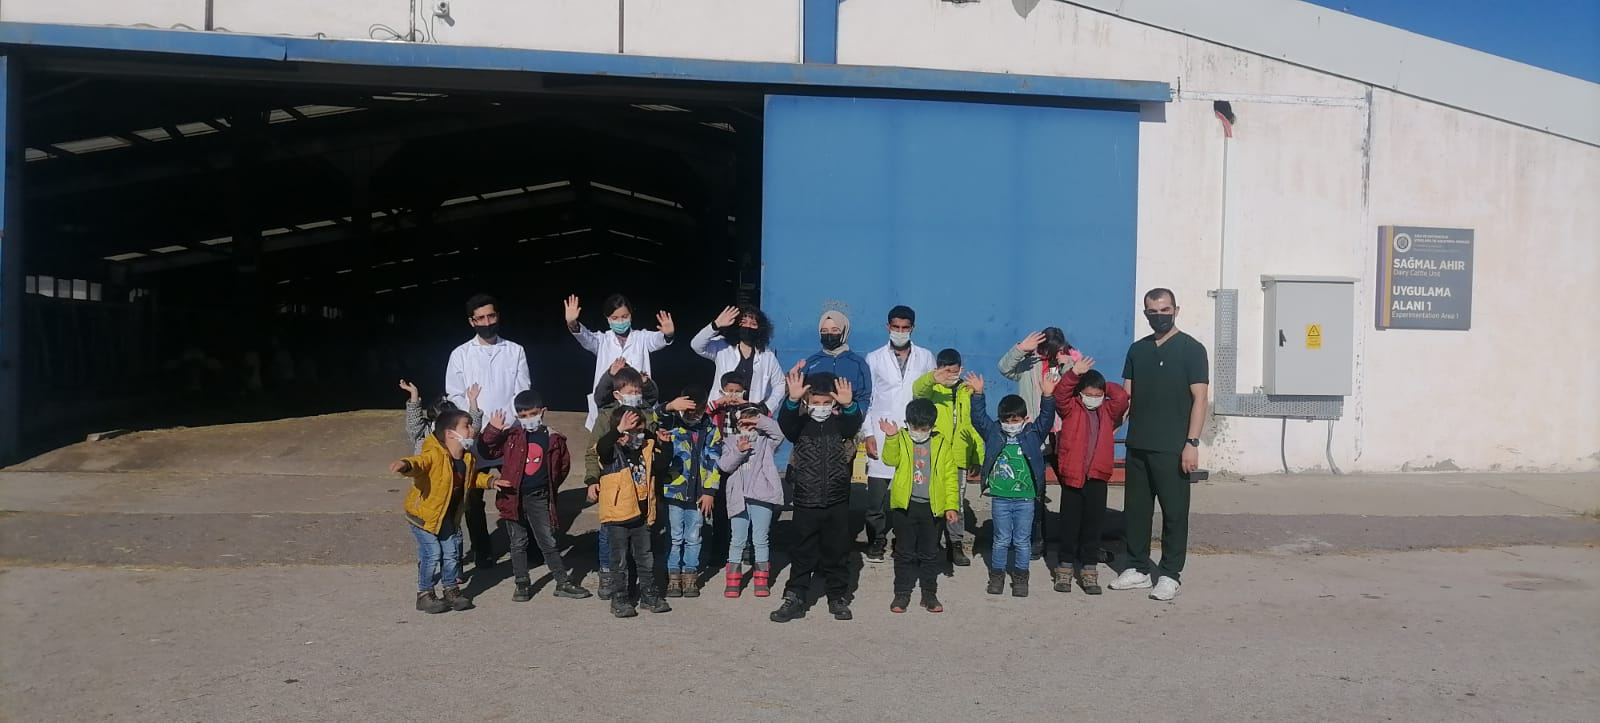 SAĞMAL AHIR
Dairy Cattle Unit
UYGULAMA
ALANI 1
Experimentation Area 1